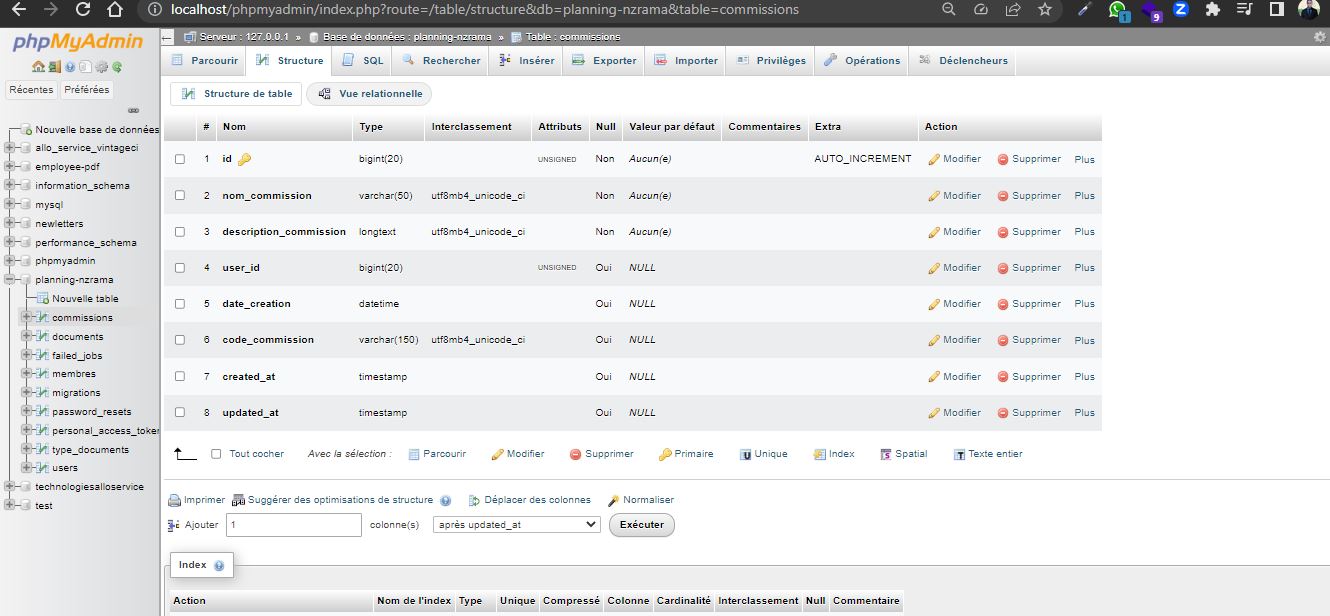 localhost/phpmyadmin/index.php?route=/table/structure&db=planning-nzrama&table=commissions
1
9
Z
phpMyAdmin
Récentes Préférées
Nouvelle base de données
allo_service_vintageci
employee-pdf
information_schema
mysql
newletters
performance_schema
phpmyadmin
planning-nzrama
Nouvelle table
commissions
documents
failed_jobs
membres
migrations
password_resets
personal_access_token
type_documents
users
technologiesalloservice
test
Serveur : 127.0.0.1 » Base de données : planning-nzrama » Table : commissions
Parcourir Structure SQL Rechercher Insérer Exporter Importer Privilèges Opérations Déclencheurs
Structure de table Vue relationnelle
# Nom Type Interclassement Attributs Null Valeur par défaut Commentaires Extra Action
1 id bigint(20) UNSIGNED Non Aucun(e) AUTO_INCREMENT Modifier Supprimer Plus
2 nom_commission varchar(50) utf8mb4_unicode_ci Non Aucun(e) Modifier Supprimer Plus
3 description_commission longtext utf8mb4_unicode_ci Non Aucun(e) Modifier Supprimer Plus
4 user_id bigint(20) UNSIGNED Oui NULL Modifier Supprimer Plus
5 date_creation datetime Oui NULL Modifier Supprimer Plus
6 code_commission varchar(150) utf8mb4_unicode_ci Oui NULL Modifier Supprimer Plus
7 created_at timestamp Oui NULL Modifier Supprimer Plus
8 updated_at timestamp Oui NULL Modifier Supprimer Plus
Tout cocher Avec la sélection : Parcourir Modifier Supprimer Primaire Unique Index Spatial Texte entier
Imprimer Suggérer des optimisations de structure Déplacer des colonnes Normaliser
Ajouter 1 colonne(s) après updated_at Exécuter
Index
Action Nom de l'index Type Unique Compressé Colonne Cardinalité Interclassement Null Commentaire